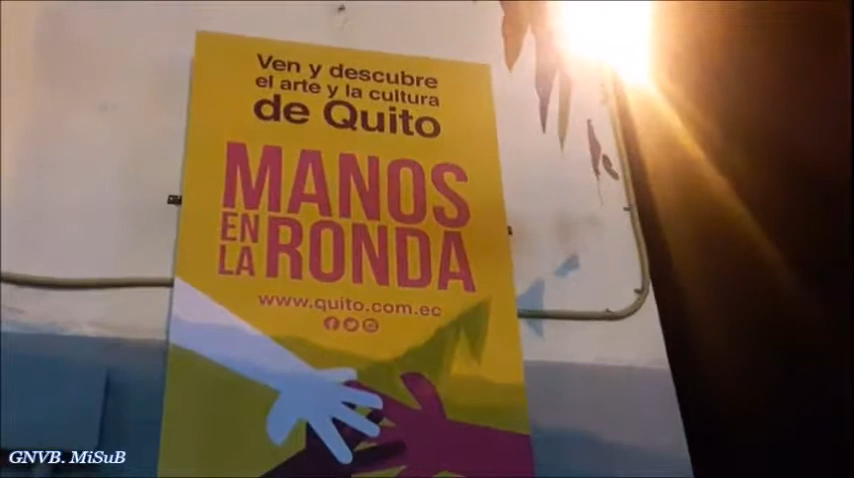 Ven y descubre
el arte y la cultura
de Quito
MANOS
EN LA RONDA
www.quito.com.ec
GNVB. MiSuB